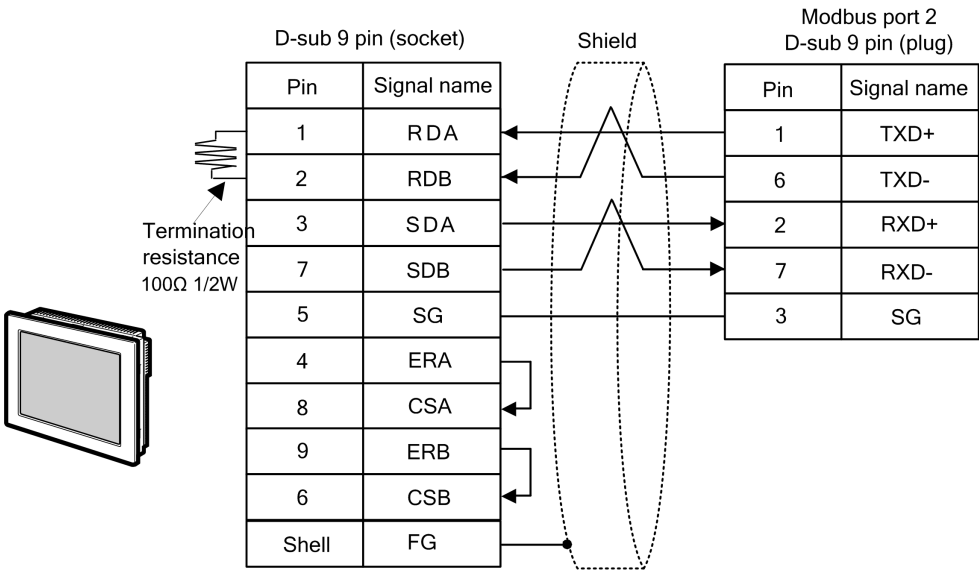 D-sub 9 pin (socket)
Shield
Modbus port 2
D-sub 9 pin (plug)
Pin Signal name
1 RDA
2 RDB
3 SDA
7 SDB
5 SG
4 ERA
8 CSA
9 ERB
6 CSB
Shell FG
Termination
resistance
100Ω 1/2W
Pin Signal name
1 TXD+
6 TXD-
2 RXD+
7 RXD-
3 SG